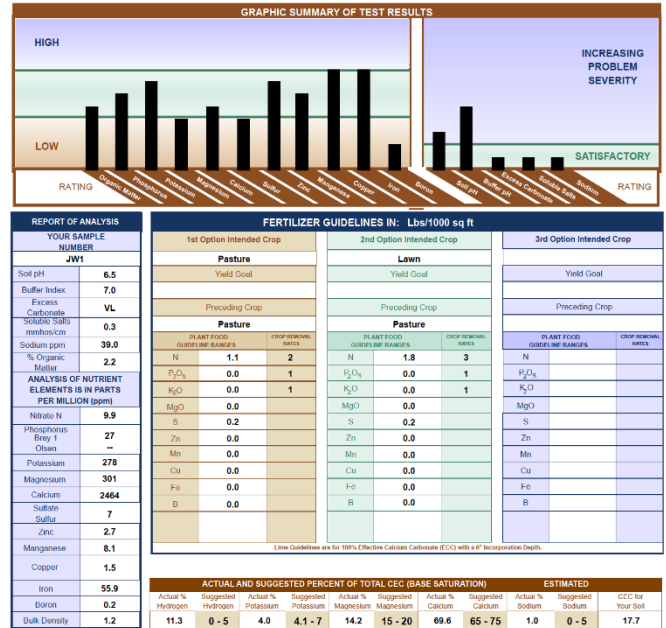 GRAPHIC SUMMARY OF TEST RESULTS
HIGH
LOW
INCREASING
PROBLEM
SEVERITY
SATISFACTORY
RATING Organic Matter Phosphorus Potassium Magnesium Calcium Sulfur Zinc Manganese Copper Iron Boron Soil pH Buffer pH Excess Carbonate Soluble Salts Sodium RATING
REPORT OF ANALYSIS
YOUR SAMPLE
NUMBER
JW1
Soil pH 6.5
Buffer Index 7.0
Excess
Carbonate VL
Soluble Salts
mmhos/cm 0.3
Sodium ppm 39.0
% Organic
Matter 2.2
ANALYSIS OF NUTRIENT
ELEMENTS IS IN PARTS
PER MILLION (ppm)
Nitrate N 9.9
Phosphorus
Bray 1 27
Olsen --
Potassium 278
Magnesium 301
Calcium 2464
Sulfate
Sulfur 7
Zinc 2.7
Manganese 8.1
Copper 1.5
Iron 55.9
Boron 0.2
Bulk Density 1.2
FERTILIZER GUIDELINES IN: Lbs/1000 sq ft
1st Option Intended Crop
Pasture
Yield Goal
Preceding Crop
Pasture
PLANT FOOD CROP REMOVAL
GUIDELINE RANGES RATES
N 1.1 2
P2O5 0.0 1
K2O 0.0 1
MgO 0.0
S 0.2
Zn 0.0
Mn 0.0
Cu 0.0
Fe 0.0
B 0.0
2nd Option Intended Crop
Lawn
Yield Goal
Preceding Crop
Pasture
PLANT FOOD CROP REMOVAL
GUIDELINE RANGES RATES
N 1.8 3
P2O5 0.0 1
K2O 0.0 1
MgO 0.0
S 0.2
Zn 0.0
Mn 0.0
Cu 0.0
Fe 0.0
B 0.0
3rd Option Intended Crop
Yield Goal
Preceding Crop
PLANT FOOD CROP REMOVAL
GUIDELINE RANGES RATES
N
P2O5
K2O
MgO
S
Zn
Mn
Cu
Fe
B
Lime Guidelines are for 100% Effective Calcium Carbonate (ECC) with a 6" Incorporation Depth.
ACTUAL AND SUGGESTED PERCENT OF TOTAL CEC (BASE SATURATION) ESTIMATED
Actual % Suggested Actual % Suggested Actual % Suggested Actual % Suggested Actual % Suggested CEC for
Hydrogen Hydrogen Potassium Potassium Magnesium Magnesium Calcium Calcium Sodium Sodium Your Soil
11.3 0 - 5 4.0 4.1 - 7 14.2 15 - 20 69.6 65 - 75 1.0 0 - 5 17.7